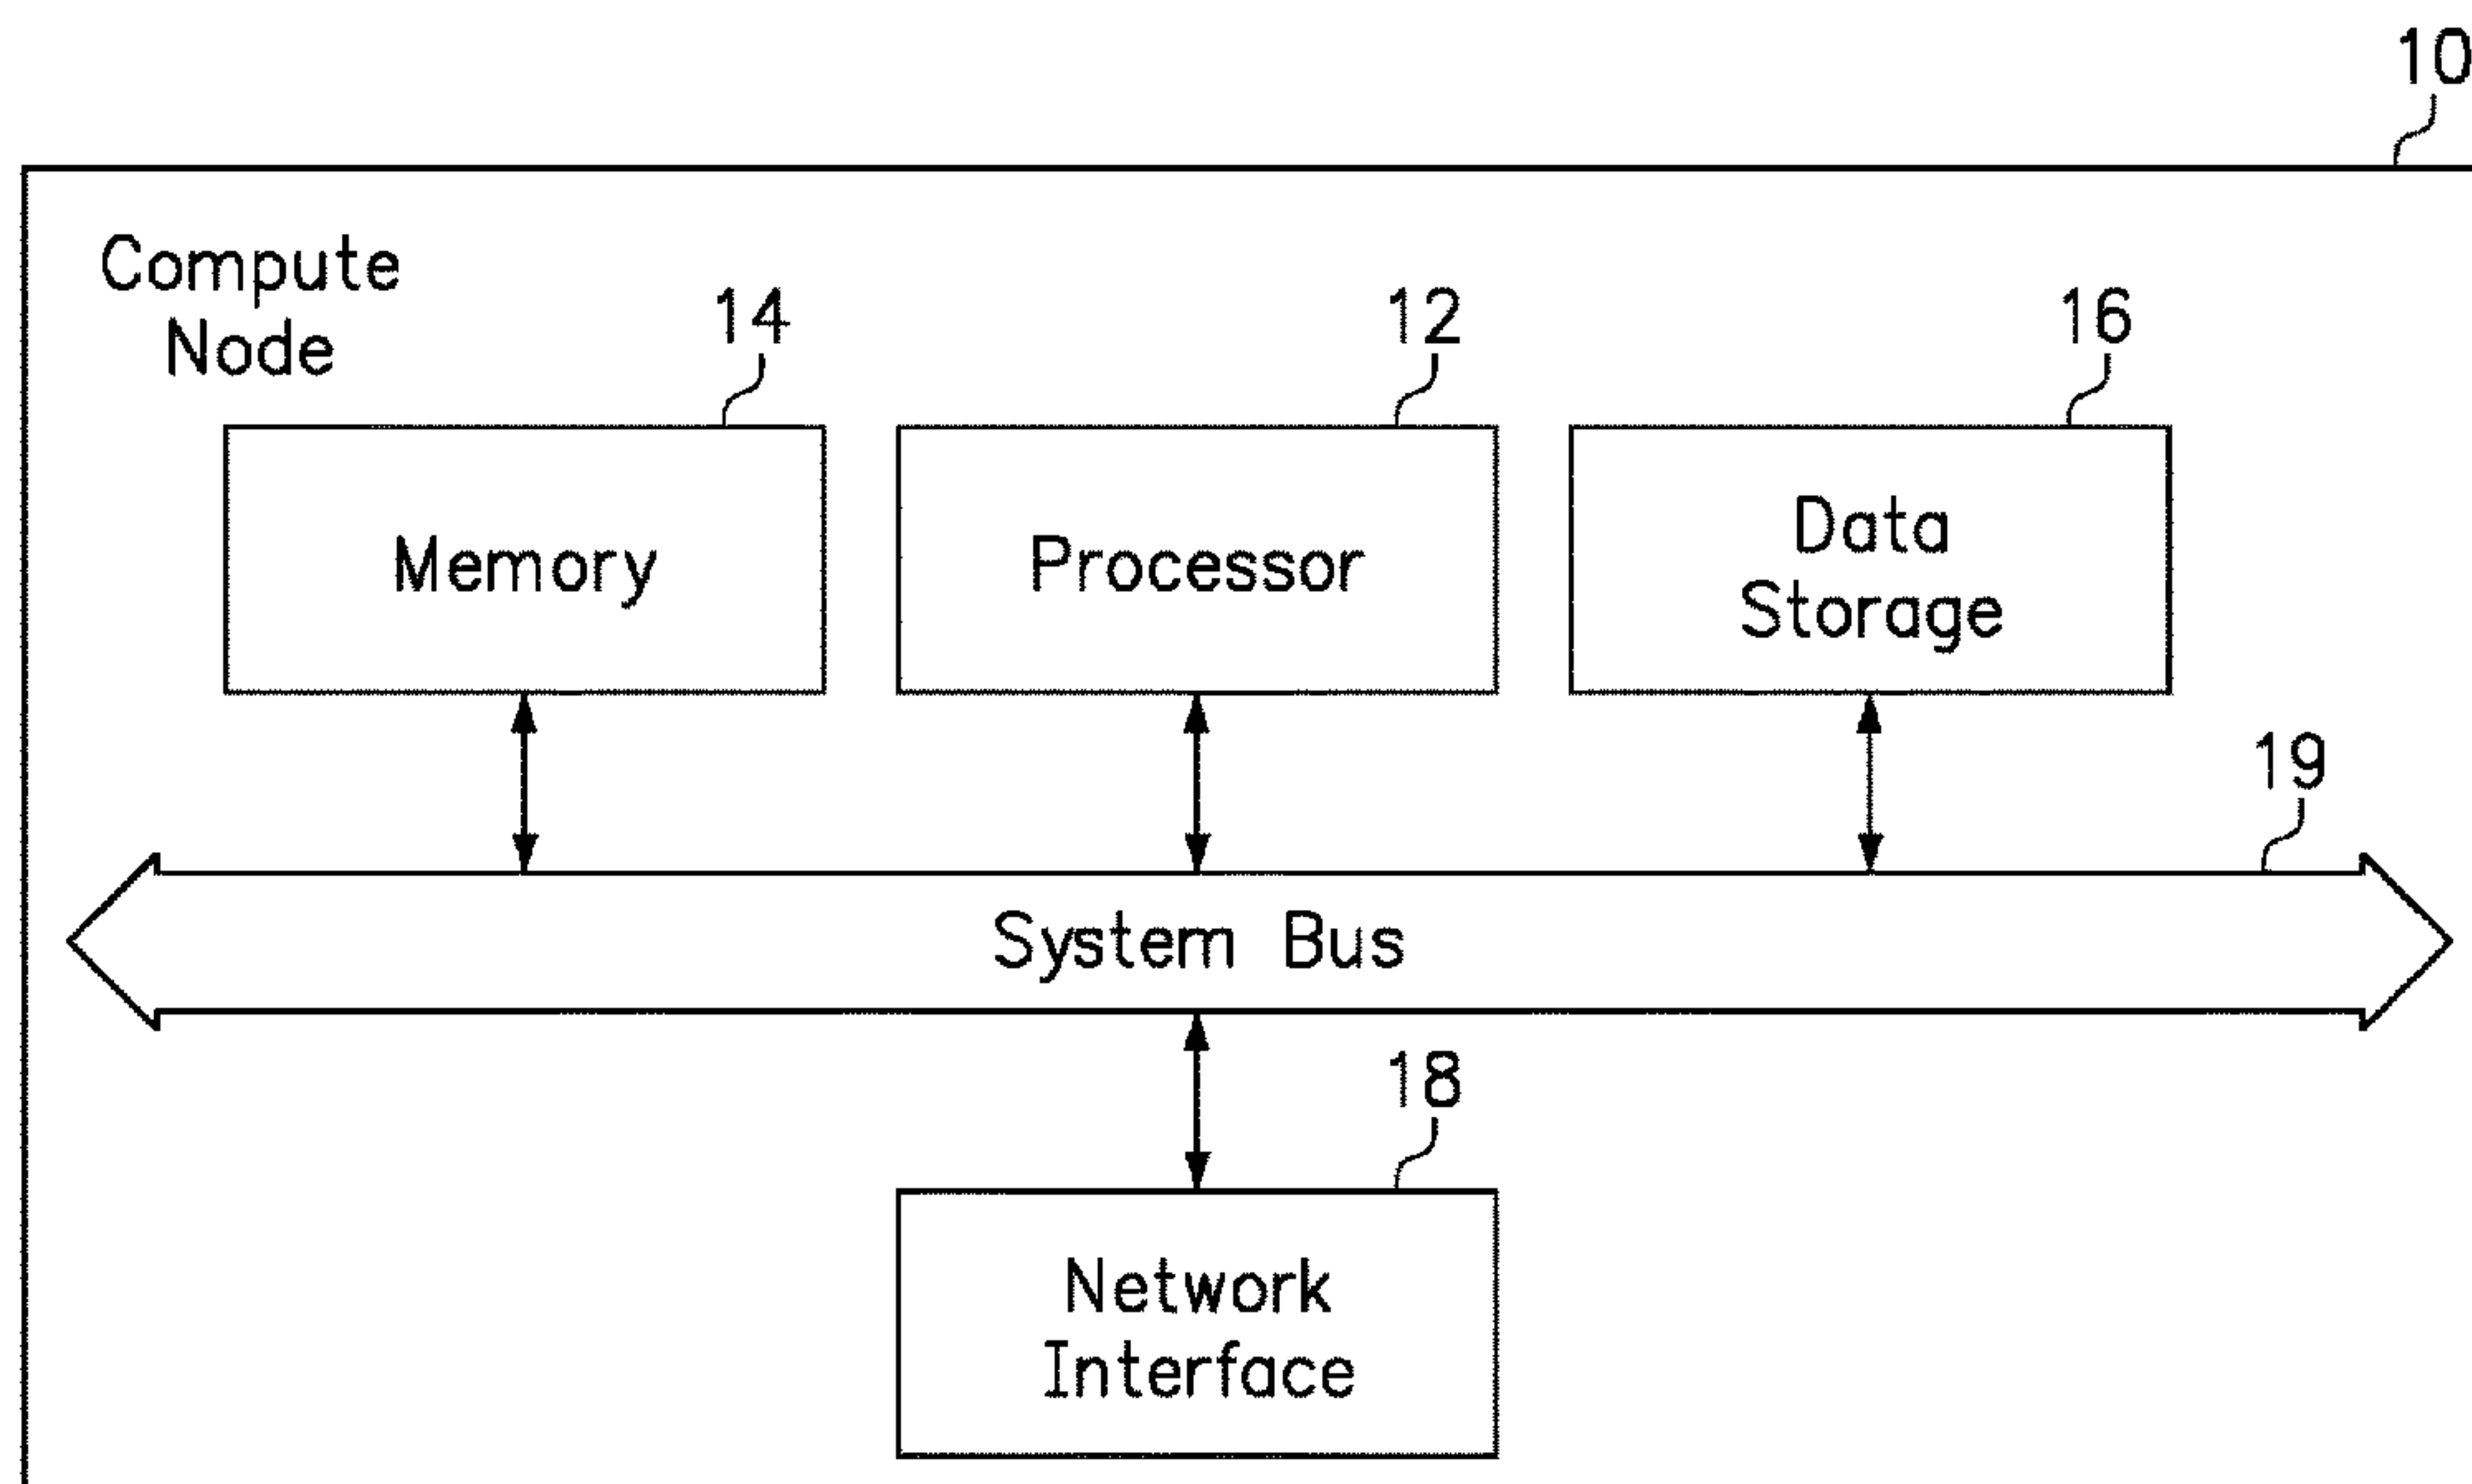 10
Compute
Node
14
12
16
Memory
Processor
Data
Storage
19
System Bus
18
Network
Interface